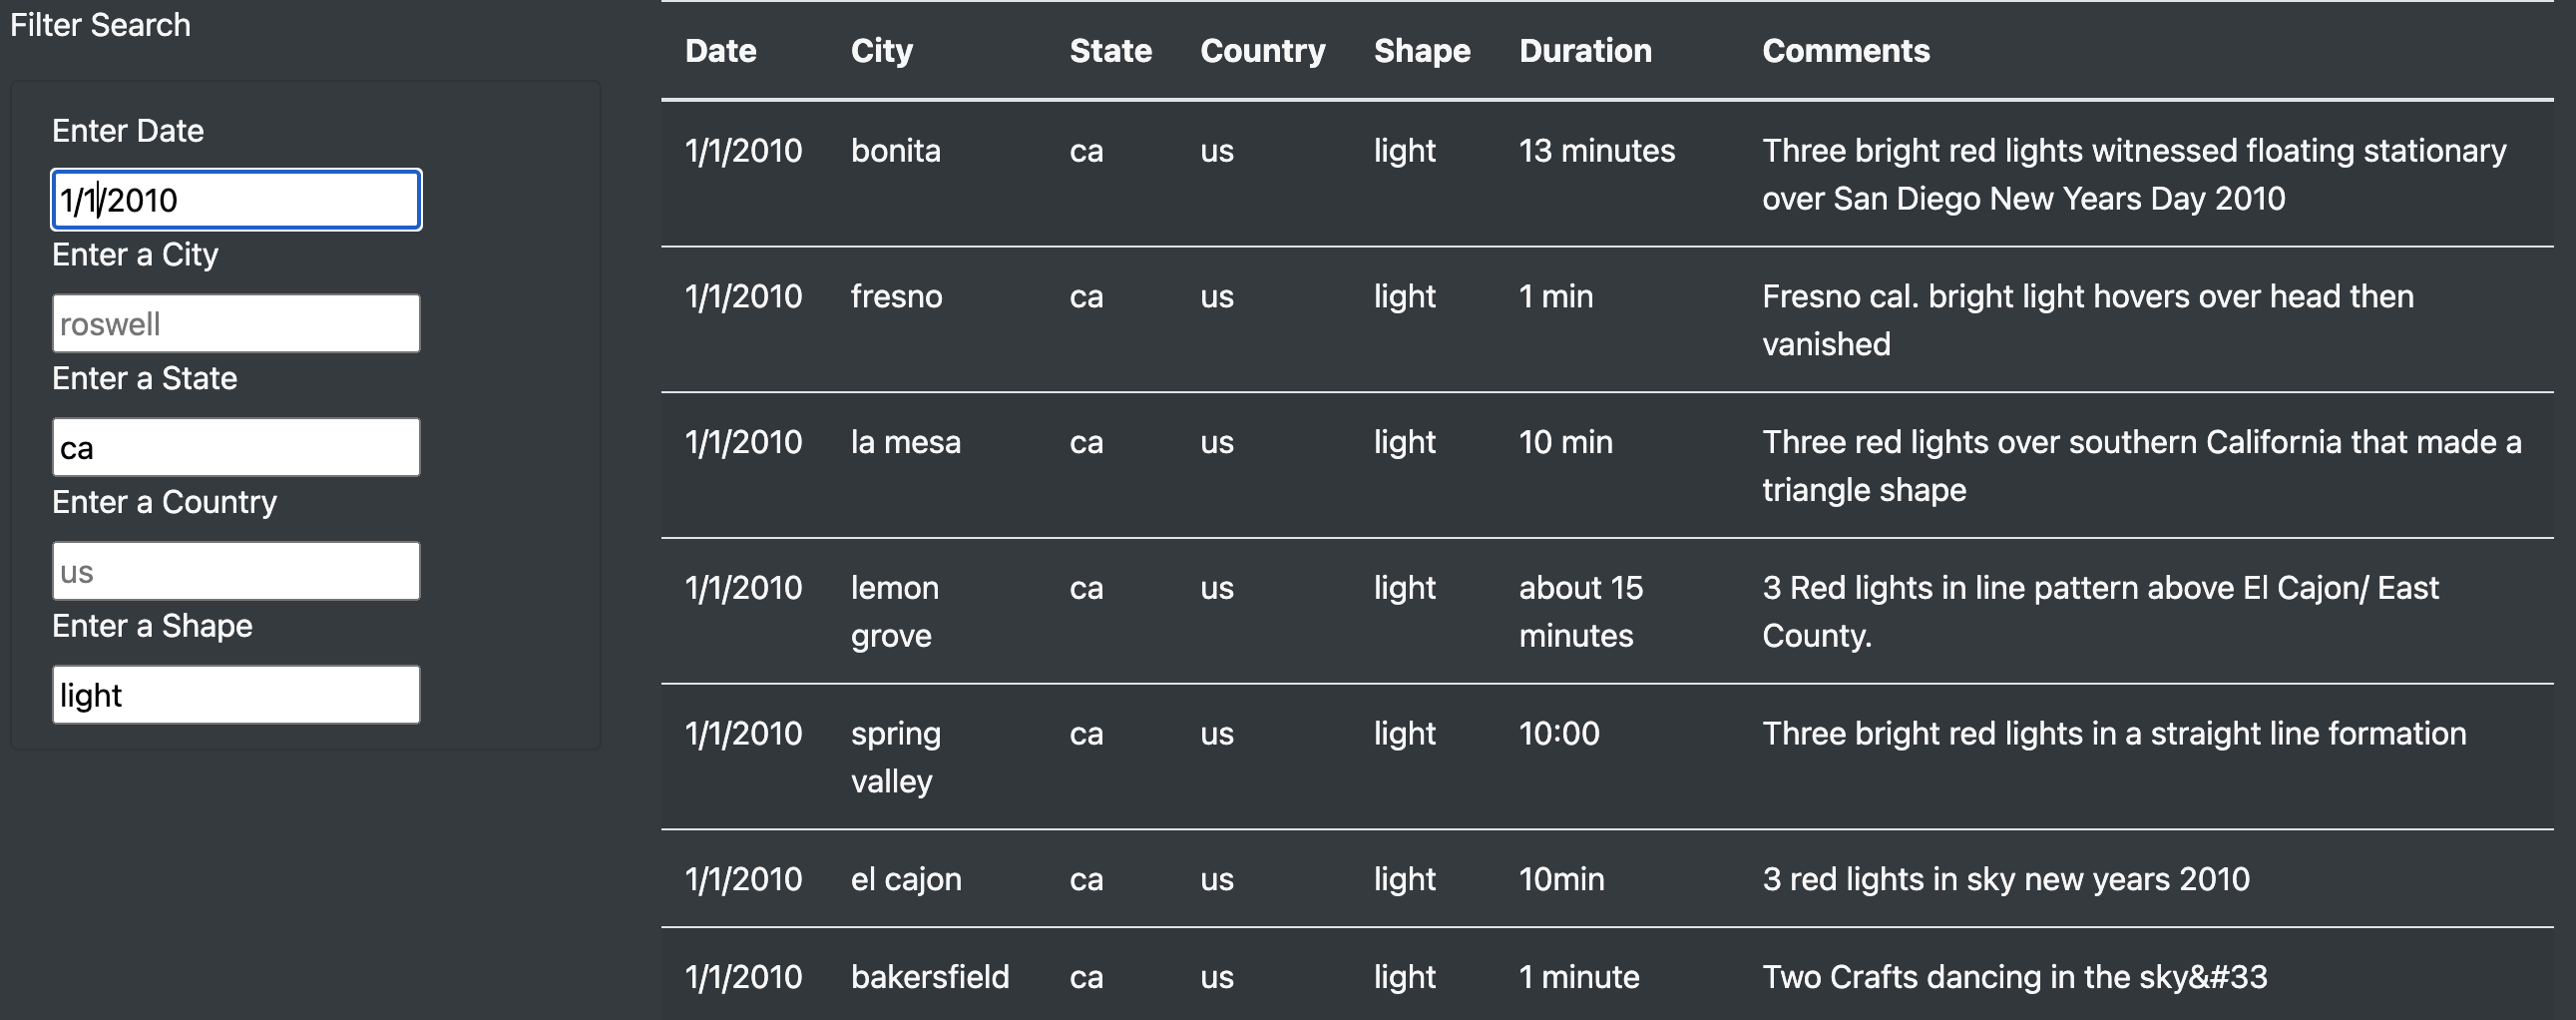 Filter Search
Enter Date
1/1/2010
Enter a City
roswell
Enter a State
ca
Enter a Country
us
Enter a Shape
light
Date City State Country Shape Duration Comments
1/1/2010 bonita ca us light 13 minutes Three bright red lights witnessed floating stationary
over San Diego New Years Day 2010
1/1/2010 fresno ca us light 1 min Fresno cal. bright light hovers over head then
vanished
1/1/2010 la mesa ca us light 10 min Three red lights over southern California that made a
triangle shape
1/1/2010 lemon ca us light about 15 3 Red lights in line pattern above El Cajon/ East
grove minutes County.
1/1/2010 spring ca us light 10:00 Three bright red lights in a straight line formation
valley
1/1/2010 el cajon ca us light 10min 3 red lights in sky new years 2010
1/1/2010 bakersfield ca us light 1 minute Two Crafts dancing in the sky&#33